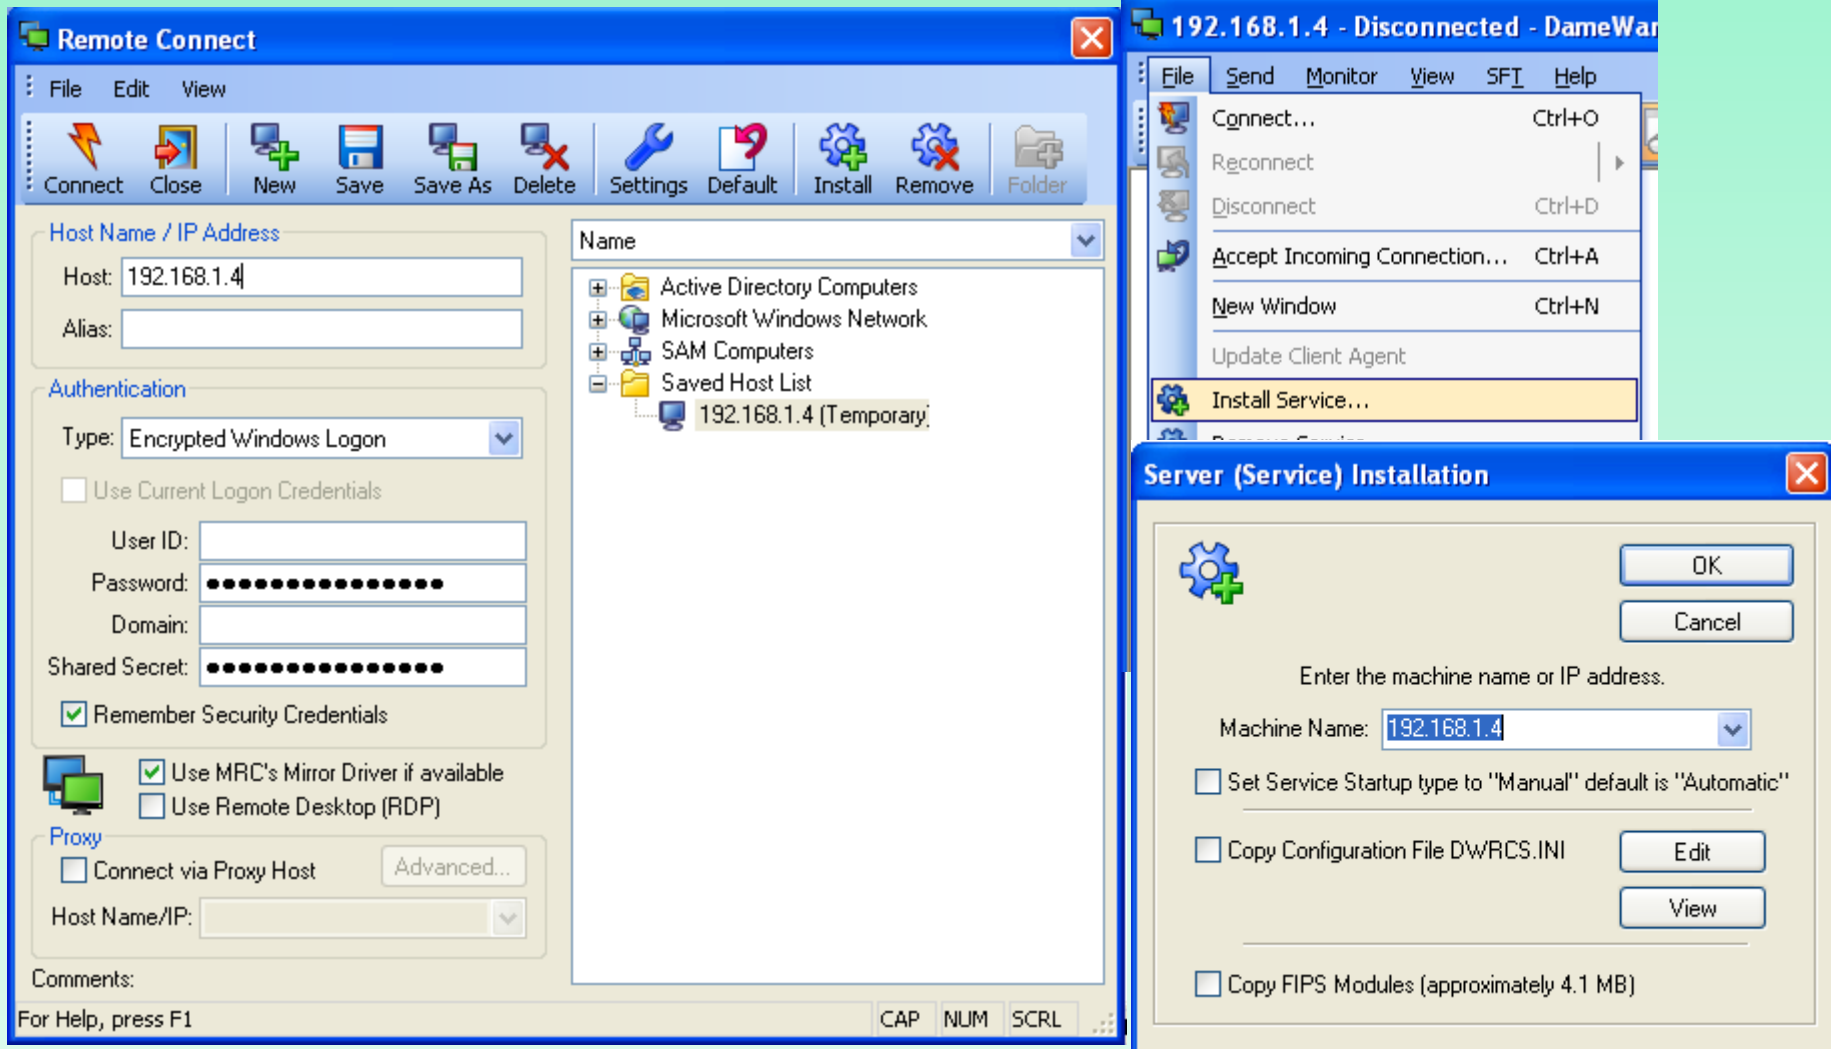 Remote Connect
File Edit View
Connect Close New Save Save As Delete Settings Default Install Remove Folder
Host Name / IP Address
Host: 192.168.1.4
Alias:
Authentication
Type: Encrypted Windows Logon
Use Current Logon Credentials
User ID:
Password: ●●●●●●●●●●●●●●●
Domain:
Shared Secret: ●●●●●●●●●●●●●●●
Remember Security Credentials
Use MRC's Mirror Driver if available
Use Remote Desktop (RDP)
Proxy
Connect via Proxy Host Advanced...
Host Name/IP:
Comments:
For Help, press F1
CAP NUM SCRL
Name
Active Directory Computers
Microsoft Windows Network
SAM Computers
Saved Host List
192.168.1.4 (Temporary)
192.168.1.4 - Disconnected - DameWar
File Send Monitor View SFT Help
Connect... Ctrl+O
Reconnect
Disconnect Ctrl+D
Accept Incoming Connection... Ctrl+A
New Window Ctrl+N
Update Client Agent
Install Service...
Server (Service) Installation
OK
Cancel
Enter the machine name or IP address.
Machine Name: 192.168.1.4
Set Service Startup type to "Manual" default is "Automatic"
Copy Configuration File DWRCS.INI Edit
View
Copy FIPS Modules (approximately 4.1 MB)